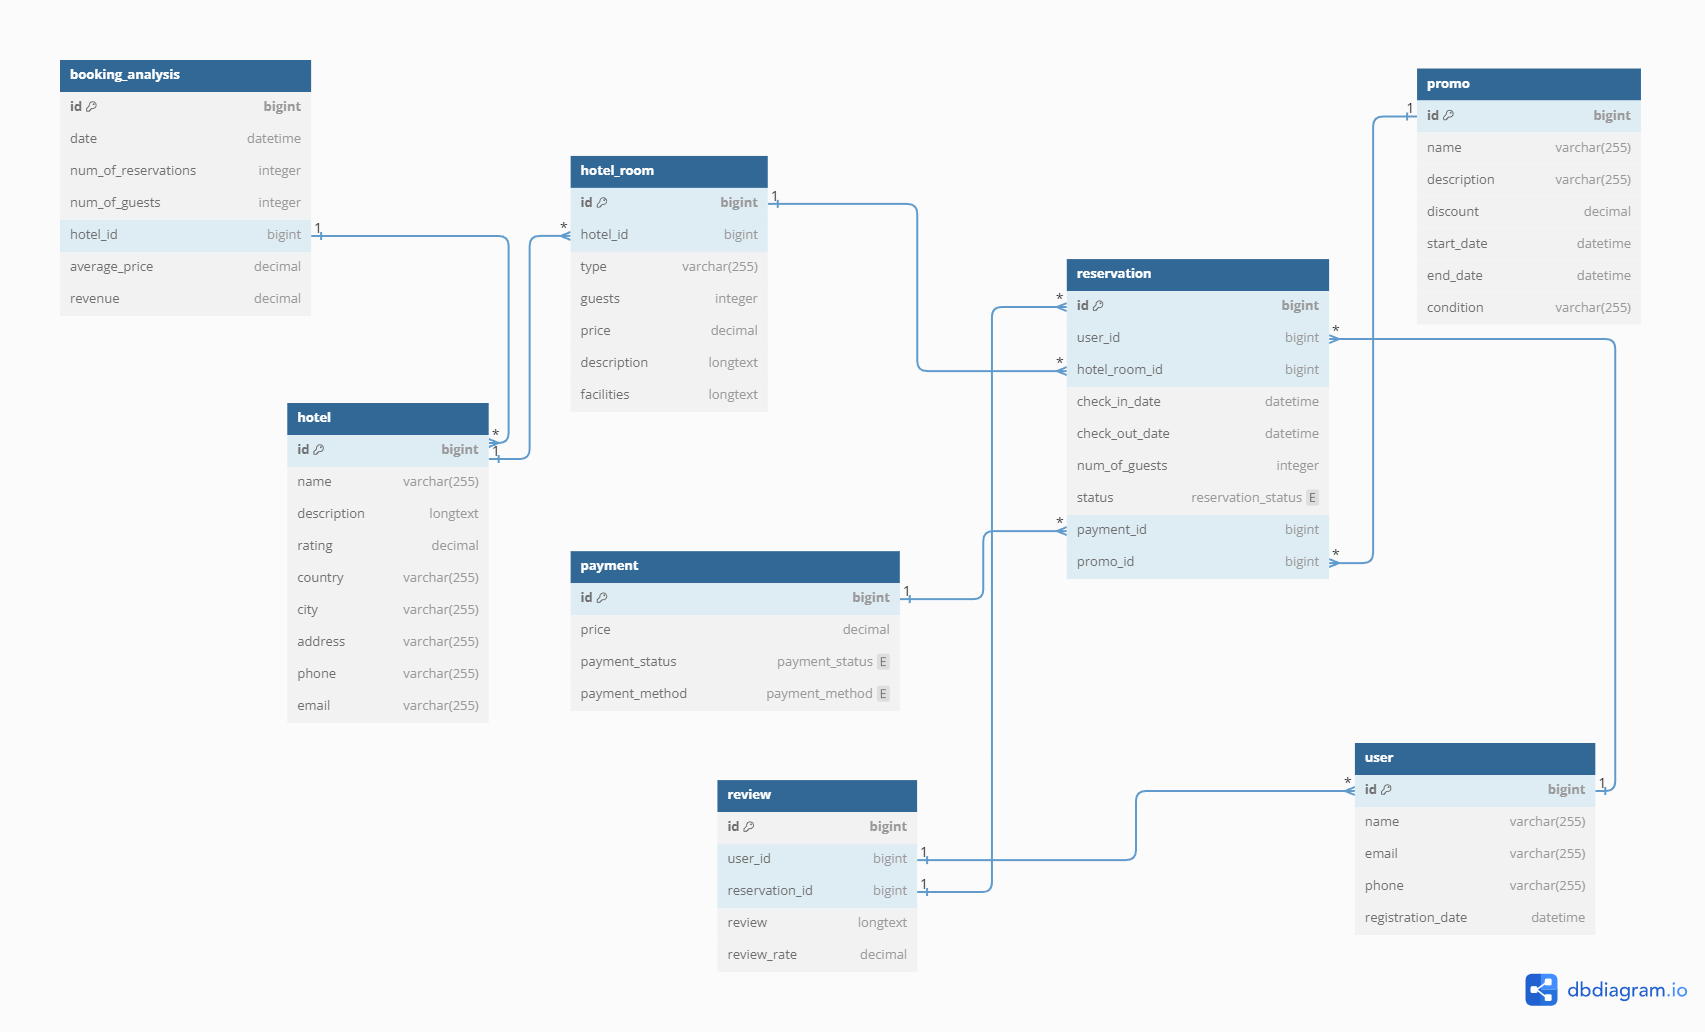 booking_analysis
id bigint
date datetime
num_of_reservations integer
num_of_guests integer
hotel_id bigint
average_price decimal
revenue decimal
1
hotel
id bigint
name varchar(255)
description longtext
rating decimal
country varchar(255)
city varchar(255)
address varchar(255)
phone varchar(255)
email varchar(255)
*
1
hotel_room
id bigint
hotel_id bigint
type varchar(255)
guests integer
price decimal
description longtext
facilities longtext
1
*
payment
id bigint
price decimal
payment_status payment_status E
payment_method payment_method E
1
review
id bigint
user_id bigint
reservation_id bigint
review longtext
review_rate decimal
1
1
reservation
id bigint
user_id bigint
hotel_room_id bigint
check_in_date datetime
check_out_date datetime
num_of_guests integer
status reservation_status E
payment_id bigint
promo_id bigint
*
*
*
*
*
promo
id bigint
name varchar(255)
description varchar(255)
discount decimal
start_date datetime
end_date datetime
condition varchar(255)
1
user
id bigint
name varchar(255)
email varchar(255)
phone varchar(255)
registration_date datetime
*
1
dbdiagram.io